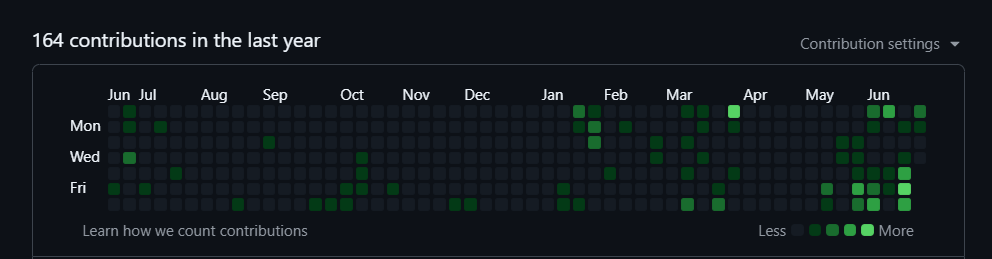 164 contributions in the last year
Contribution settings
Jun Jul Aug Sep Oct Nov Dec Jan Feb Mar Apr May Jun
Mon
Wed
Fri
Learn how we count contributions
Less More